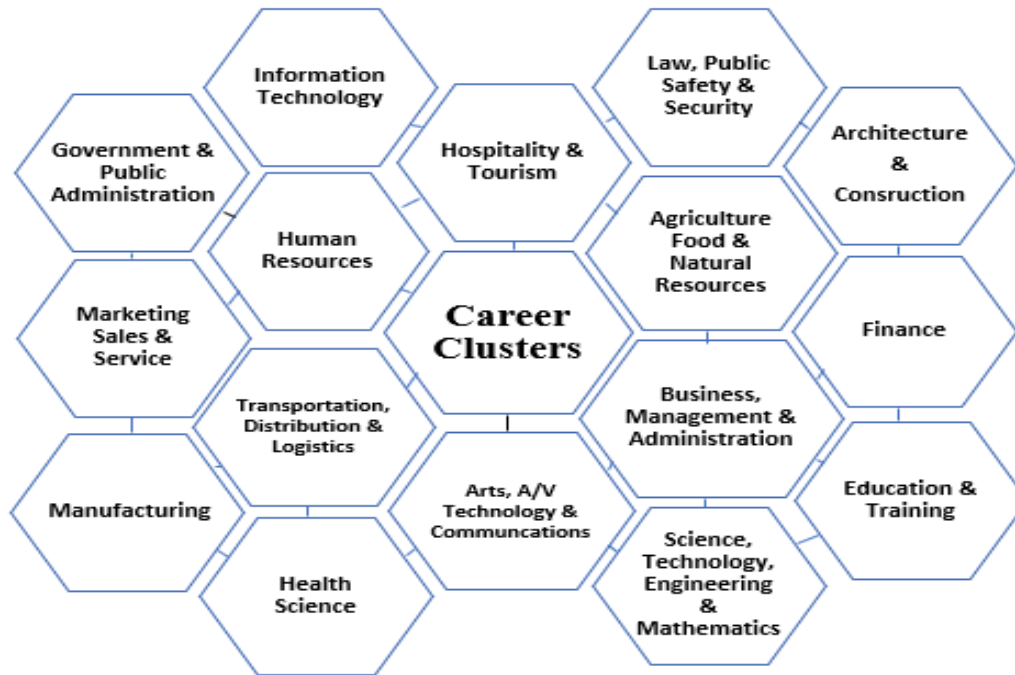 Information
Technology
Law, Public
Safety &
Security
Government &
Public
Administration
Hospitality &
Tourism
Architecture
&
Consruction
Human
Resources
Agriculture
Food &
Natural
Resources
Marketing
Sales &
Service
Career
Clusters
Finance
Transportation,
Distribution &
Logistics
Business,
Management &
Administration
Manufacturing
Arts, A/V
Technology &
Communcations
Education &
Training
Health
Science
Science,
Technology,
Engineering
&
Mathematics